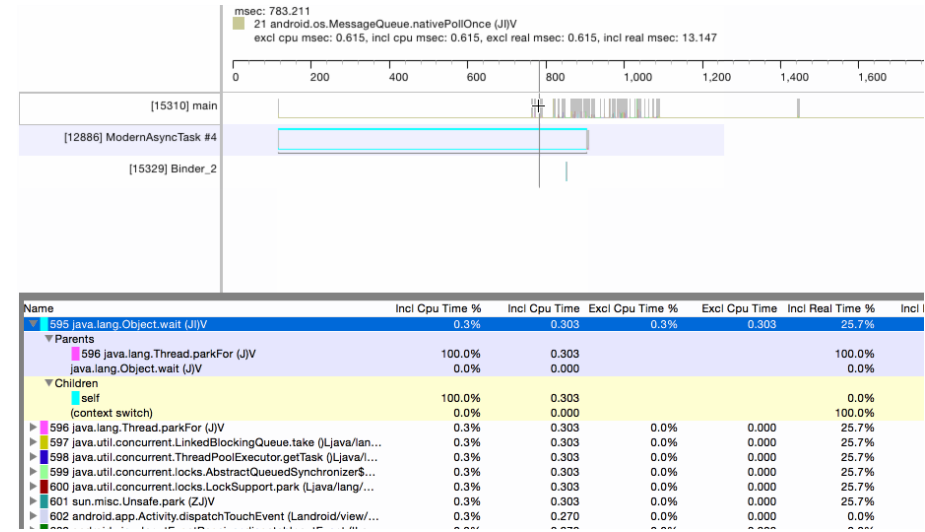 msec: 783.211
21 android.os.MessageQueue.nativePollOnce (JI)V
excl cpu msec: 0.615, incl cpu msec: 0.615, excl real msec: 0.615, incl real msec: 13.147
0 200 400 600 800 1,000 1,200 1,400 1,600
[15310] main
[12886] ModernAsyncTask #4
[15329] Binder_2
Name Incl Cpu Time % Incl Cpu Time Excl Cpu Time % Excl Cpu Time Incl Real Time % Incl
595 java.lang.Object.wait (JI)V 0.3% 0.303 0.3% 0.303 25.7%
Parents
596 java.lang.Thread.parkFor (J)V 100.0% 0.303 100.0%
java.lang.Object.wait (J)V 0.0% 0.000 0.0%
Children
self 100.0% 0.303 0.0%
(context switch) 0.0% 0.000 100.0%
596 java.lang.Thread.parkFor (J)V 0.3% 0.303 0.0% 0.000 25.7%
597 java.util.concurrent.LinkedBlockingQueue.take ()Ljava/lan... 0.3% 0.303 0.0% 0.000 25.7%
598 java.util.concurrent.ThreadPoolExecutor.getTask ()Ljava/l... 0.3% 0.303 0.0% 0.000 25.7%
599 java.util.concurrent.locks.AbstractQueuedSynchronizer$... 0.3% 0.303 0.0% 0.000 25.7%
600 java.util.concurrent.locks.LockSupport.park (Ljava/lang/... 0.3% 0.303 0.0% 0.000 25.7%
601 sun.misc.Unsafe.park (ZJ)V 0.3% 0.303 0.0% 0.000 25.7%
602 android.app.Activity.dispatchTouchEvent (Landroid/view/... 0.3% 0.270 0.0% 0.000 0.0%